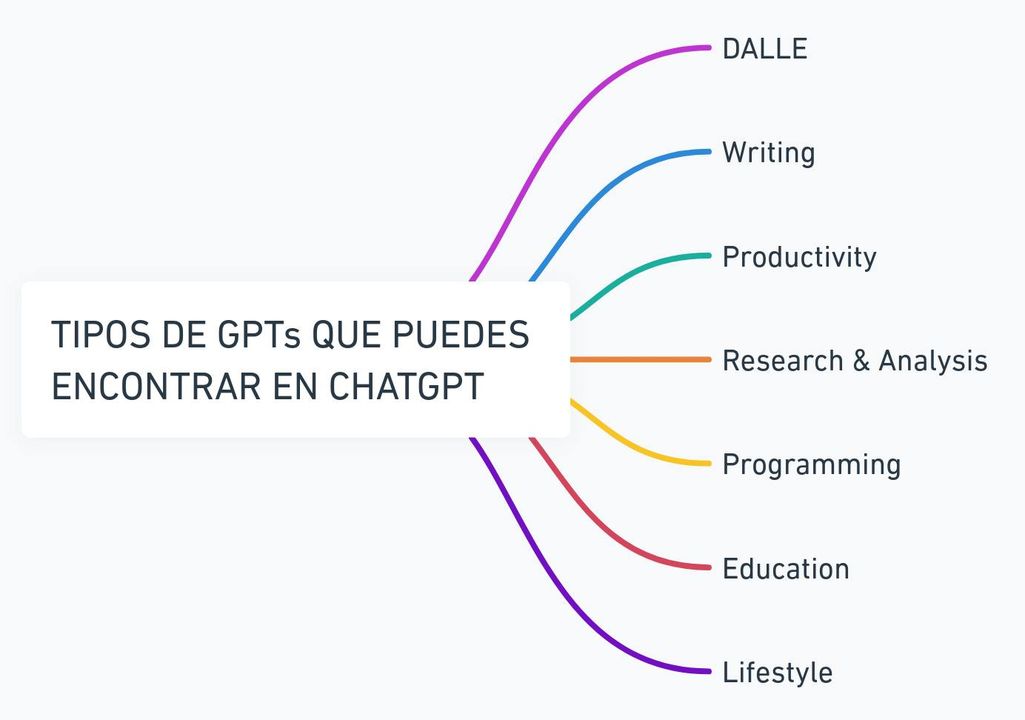 TIPOS DE GPTs QUE PUEDES
ENCONTRAR EN CHATGPT
DALLE
Writing
Productivity
Research & Analysis
Programming
Education
Lifestyle